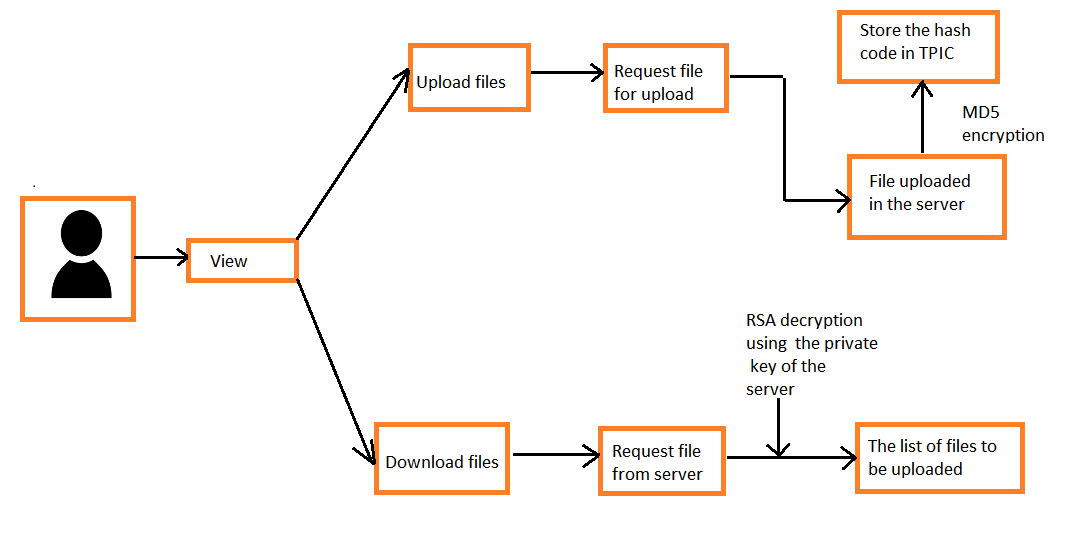 Store the hash
code in TPIC
Upload files
Request file
for upload
MD5
encryption
File uploaded
in the server
.
View
RSA decryption
using the private
key of the
server
Download files
Request file
from server
The list of files to
be uploaded